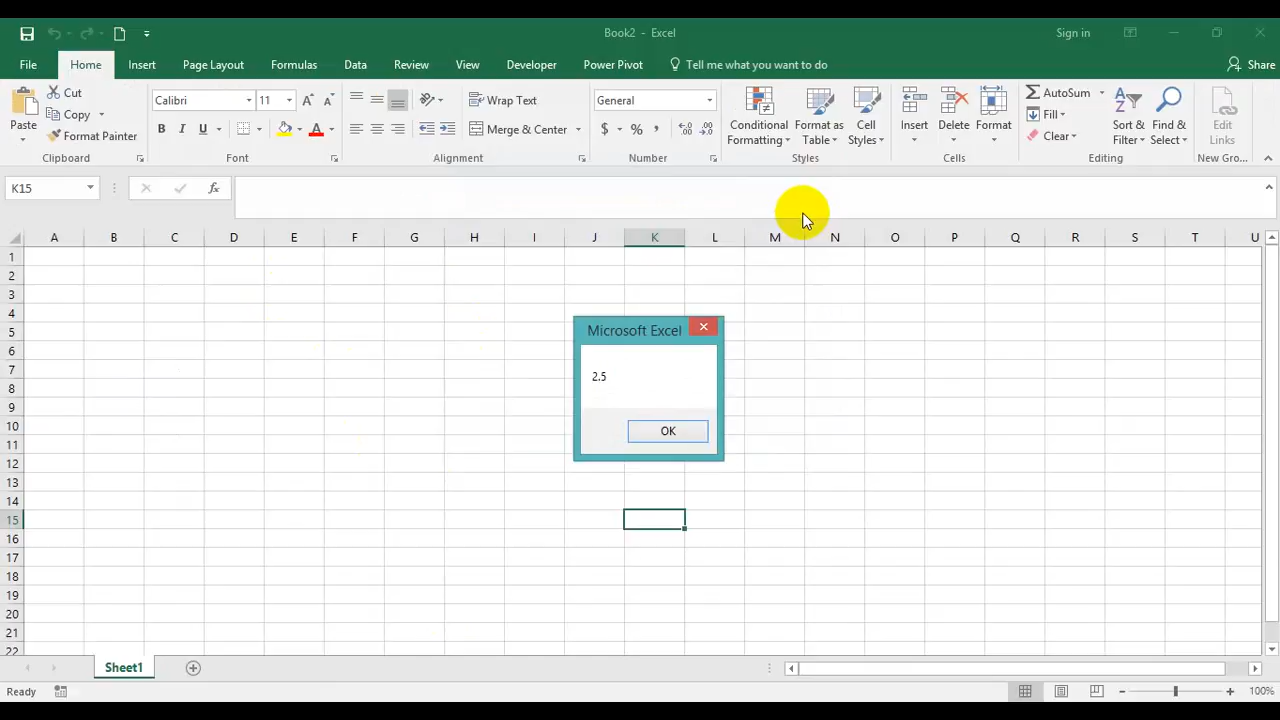 Book2 - Excel
Sign in
File Home Insert Page Layout Formulas Data Review View Developer Power Pivot Tell me what you want to do Share
Paste
Cut
Copy
Format Painter
Clipboard
Calibri 11
B I U
Font
Wrap Text
Merge & Center
Alignment
General
$ % ,
Number
Conditional Formatting
Format as Table
Cell Styles
Styles
Insert
Delete
Format
Cells
AutoSum
Fill
Clear
Sort & Filter
Find & Select
Editing
Edit Links
New Gro...
K15
fx
A B C D E F G H I J K L M N O P Q R S T U
1
2
3
4
5
6
7
8
9
10
11
12
13
14
15
16
17
18
19
20
21
22
Microsoft Excel
2.5
OK
Sheet1
Ready
100%